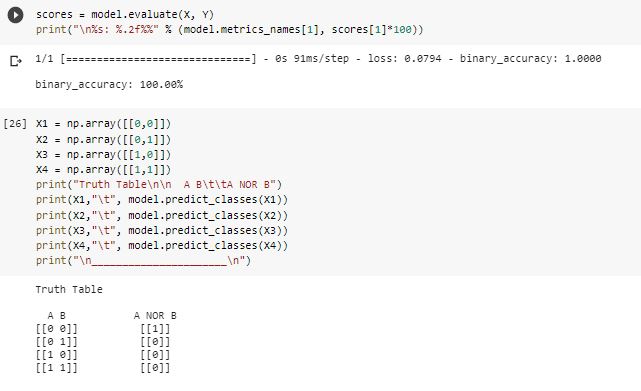 scores = model.evaluate(X, Y)
print("\n%s: %.2f%%" % (model.metrics_names[1], scores[1]*100))
1/1 [==============================] - 0s 91ms/step - loss: 0.0794 - binary_accuracy: 1.0000
binary_accuracy: 100.00%
[26] X1 = np.array([[0,0]])
X2 = np.array([[0,1]])
X3 = np.array([[1,0]])
X4 = np.array([[1,1]])
print("Truth Table\n\n  A B\t\tA NOR B")
print(X1,"\t", model.predict_classes(X1))
print(X2,"\t", model.predict_classes(X2))
print(X3,"\t", model.predict_classes(X3))
print(X4,"\t", model.predict_classes(X4))
print("\n______________________\n")
Truth Table
A B A NOR B
[[0 0]] [[1]]
[[0 1]] [[0]]
[[1 0]] [[0]]
[[1 1]] [[0]]